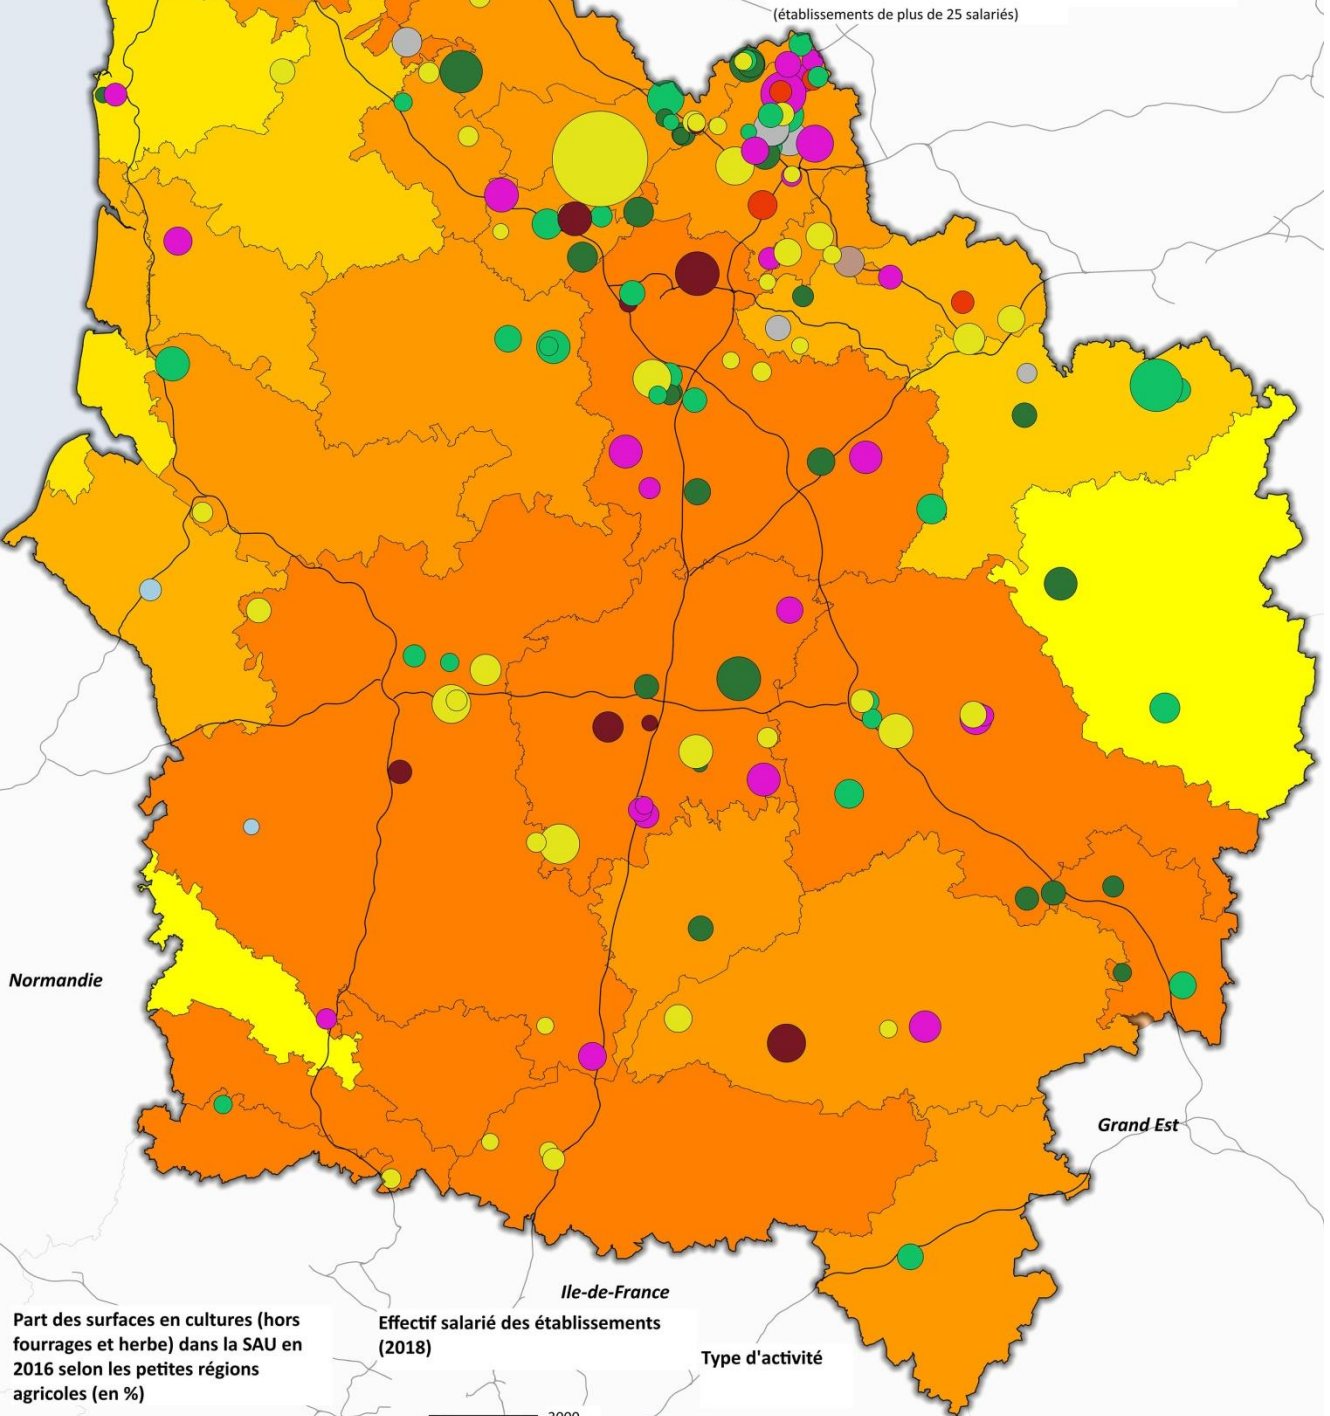 (établissements de plus de 25 salariés)
Normandie
Grand Est
Ile-de-France
Part des surfaces en cultures (hors
fourrages et herbe) dans la SAU en
2016 selon les petites régions
agricoles (en %)
Effectif salarié des établissements
(2018)
Type d'activité